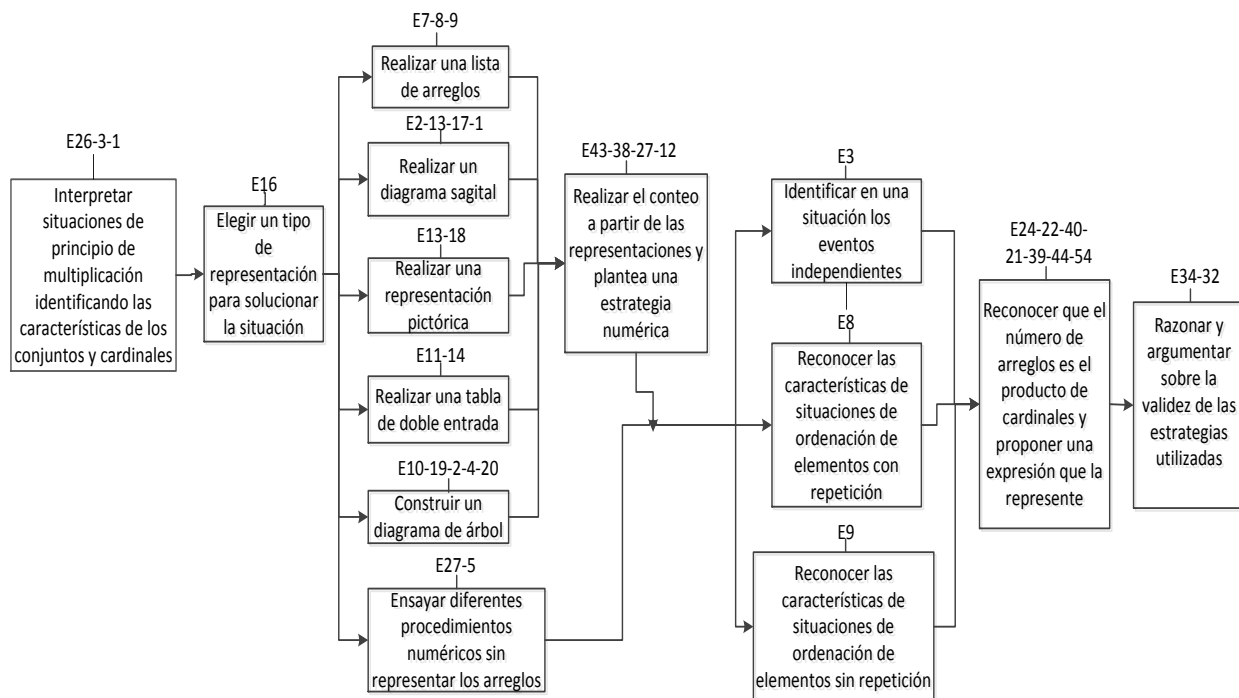 E26-3-1
Interpretar
situaciones de
principio de
multiplicación
identificando las
características de los
conjuntos y cardinales
E16
Elegir un tipo
de
representación
para solucionar
la situación
E7-8-9
Realizar una lista
de arreglos
E2-13-17-1
Realizar un
diagrama sagital
E13-18
Realizar una
representación
pictórica
E11-14
Realizar una tabla
de doble entrada
E10-19-2-4-20
Construir un
diagrama de árbol
E27-5
Ensayar diferentes
procedimientos
numéricos sin
representar los arreglos
E43-38-27-12
Realizar el conteo
a partir de las
representaciones y
plantea una
estrategia
numérica
E3
Identificar en una
situación los
eventos
independientes
E8
Reconocer las
características de
situaciones de
ordenación de
elementos con
repetición
E9
Reconocer las
características de
situaciones de
ordenación de
elementos sin repetición
E24-22-40-
21-39-44-54
Reconocer que el
número de
arreglos es el
producto de
cardinales y
proponer una
expresión que la
represente
E34-32
Razonar y
argumentar
sobre la
validez de las
estrategias
utilizadas